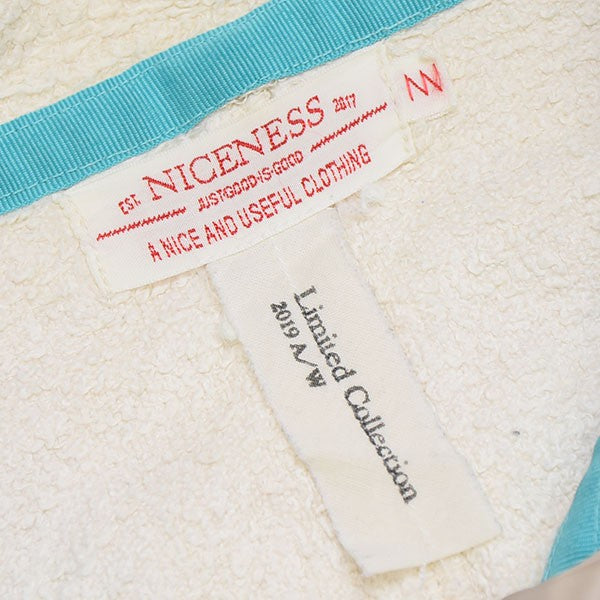 EST. NICENESS 2017
JUST·GOOD·IS·GOOD
A NICE AND USEFUL CLOTHING
Limited Collection
2019 A/W